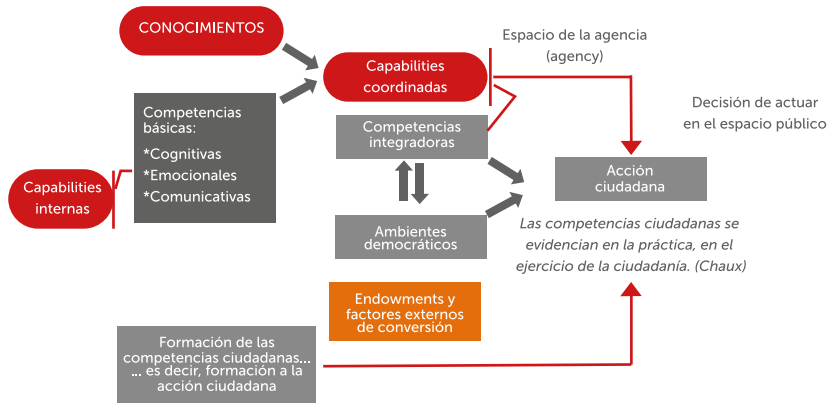 CONOCIMIENTOS
Espacio de la agencia
(agency)
Capabilities
coordinadas
Competencias
básicas:
*Cognitivas
*Emocionales
*Comunicativas
Capabilities
internas
Competencias
integradoras
Decisión de actuar
en el espacio público
Acción
ciudadana
Ambientes
democráticos
Las competencias ciudadanas se
evidencian en la práctica, en el
ejercicio de la ciudadanía. (Chaux)
Endowments y
factores externos
de conversión
Formación de las
competencias ciudadanas...
... es decir, formación a la
acción ciudadana